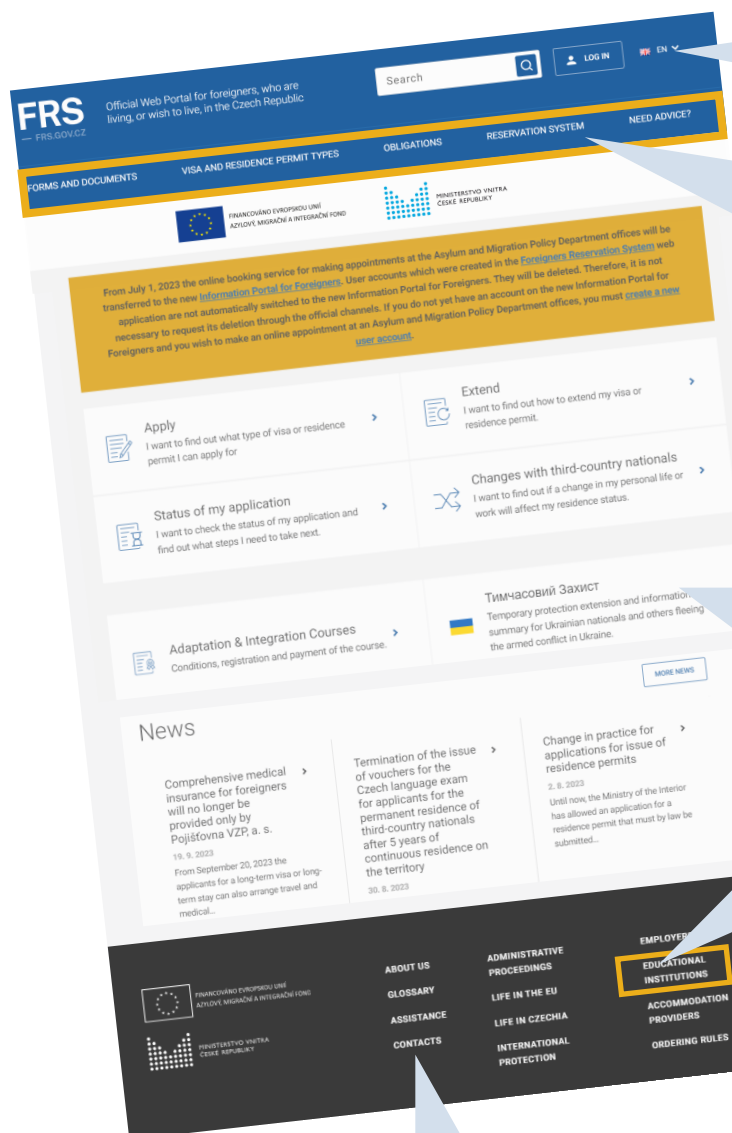 FRS
— FRS.GOV.CZ
Official Web Portal for foreigners, who are
living, or wish to live, in the Czech Republic
Search
LOG IN
EN
FORMS AND DOCUMENTS
VISA AND RESIDENCE PERMIT TYPES
OBLIGATIONS
RESERVATION SYSTEM
NEED ADVICE?
FINANCOVÁNO EVROPSKOU UNIÍ
AZYLOVÝ, MIGRAČNÍ A INTEGRAČNÍ FOND
MINISTERSTVO VNITRA
ČESKÉ REPUBLIKY
From July 1, 2023 the online booking service for making appointments at the Asylum and Migration Policy Department offices will be
transferred to the new Information Portal for Foreigners. User accounts which were created in the Foreigners Reservation System web
application are not automatically switched to the new Information Portal for Foreigners. They will be deleted. Therefore, it is not
necessary to request its deletion through the official channels. If you do not yet have an account on the new Information Portal for
Foreigners and you wish to make an online appointment at an Asylum and Migration Policy Department offices, you must create a new
user account.
Apply
I want to find out what type of visa or residence
permit I can apply for
Extend
I want to find out how to extend my visa or
residence permit.
Status of my application
I want to check the status of my application and
find out what steps I need to take next.
Changes with third-country nationals
I want to find out if a change in my personal life or
work will affect my residence status.
Adaptation & Integration Courses
Conditions, registration and payment of the course.
Тимчасовий Захист
Temporary protection extension and information
summary for Ukrainian nationals and others fleeing
the armed conflict in Ukraine.
MORE NEWS
News
Comprehensive medical
insurance for foreigners
will no longer be
provided only by
Pojišťovna VZP, a. s.
19. 9. 2023
From September 20, 2023 the
applicants for a long-term visa or long-
term stay can also arrange travel and
medical...
Termination of the issue
of vouchers for the
Czech language exam
for applicants for the
permanent residence of
third-country nationals
after 5 years of
continuous residence on
the territory
30. 8. 2023
Change in practice for
applications for issue of
residence permits
2. 8. 2023
Until now, the Ministry of the Interior
has allowed an application for a
residence permit that must by law be
submitted...
FINANCOVÁNO EVROPSKOU UNIÍ
AZYLOVÝ, MIGRAČNÍ A INTEGRAČNÍ FOND
MINISTERSTVO VNITRA
ČESKÉ REPUBLIKY
ABOUT US
GLOSSARY
ASSISTANCE
CONTACTS
ADMINISTRATIVE
PROCEEDINGS
LIFE IN THE EU
LIFE IN CZECHIA
INTERNATIONAL
PROTECTION
EDUCATIONAL
INSTITUTIONS
ACCOMMODATION
PROVIDERS
ORDERING RULES